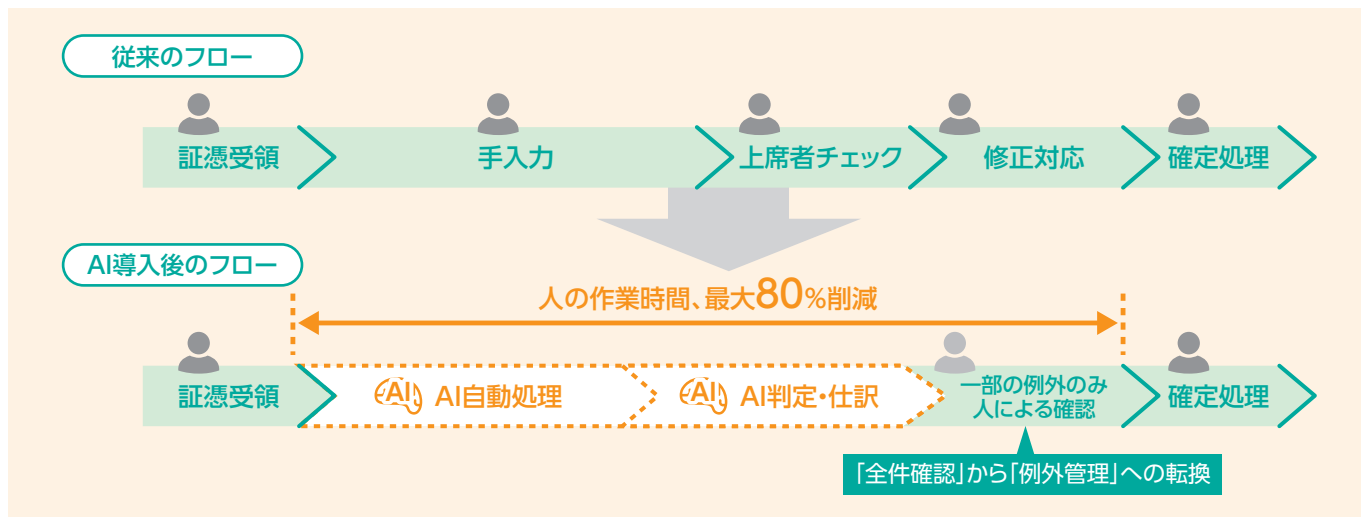 従来のフロー
証憑受領
手入力
上席者チェック
修正対応
確定処理
AI導入後のフロー
人の作業時間、最大80%削減
証憑受領
AI AI自動処理
AI AI判定・仕訳
一部の例外のみ
人による確認
確定処理
「全件確認」から「例外管理」への転換